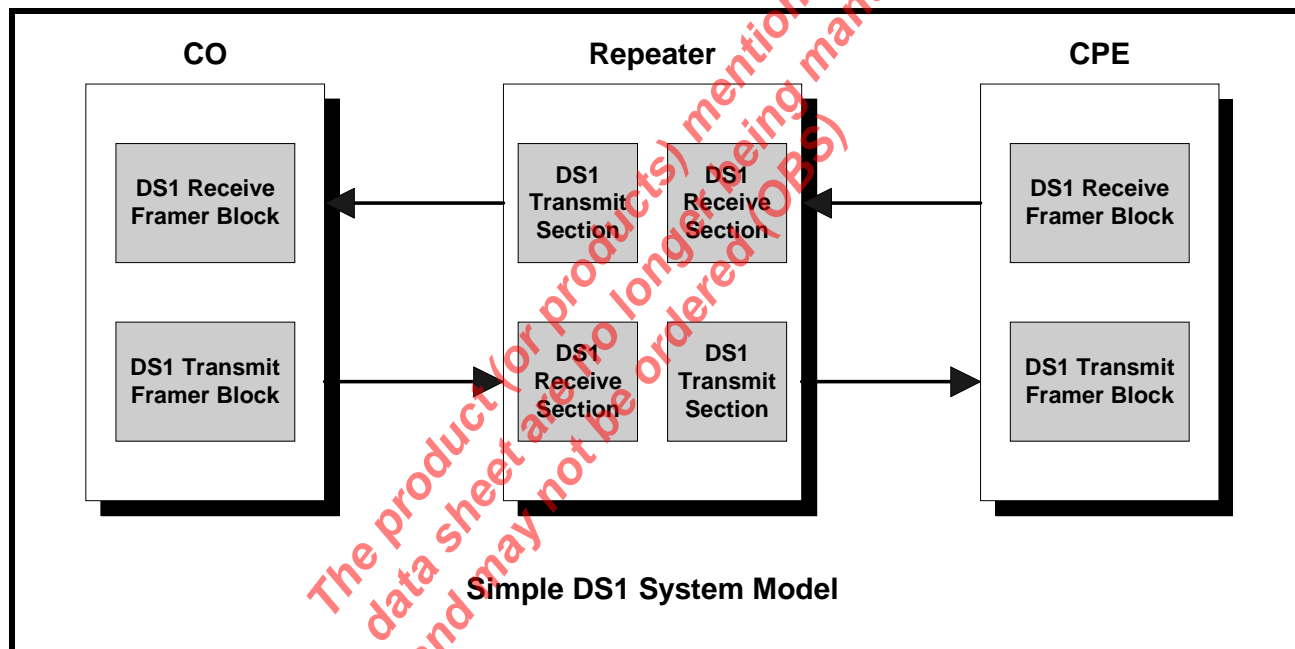 CO
Repeater
CPE
DS1 Receive
Framer Block
DS1
Transmit
Section
DS1
Receive
Section
DS1 Receive
Framer Block
DS1 Transmit
Framer Block
DS1
Receive
Section
DS1
Transmit
Section
DS1 Transmit
Framer Block
Simple DS1 System Model
The product (or products)
data sheet are no longer being
and may not be ordered (OBS)